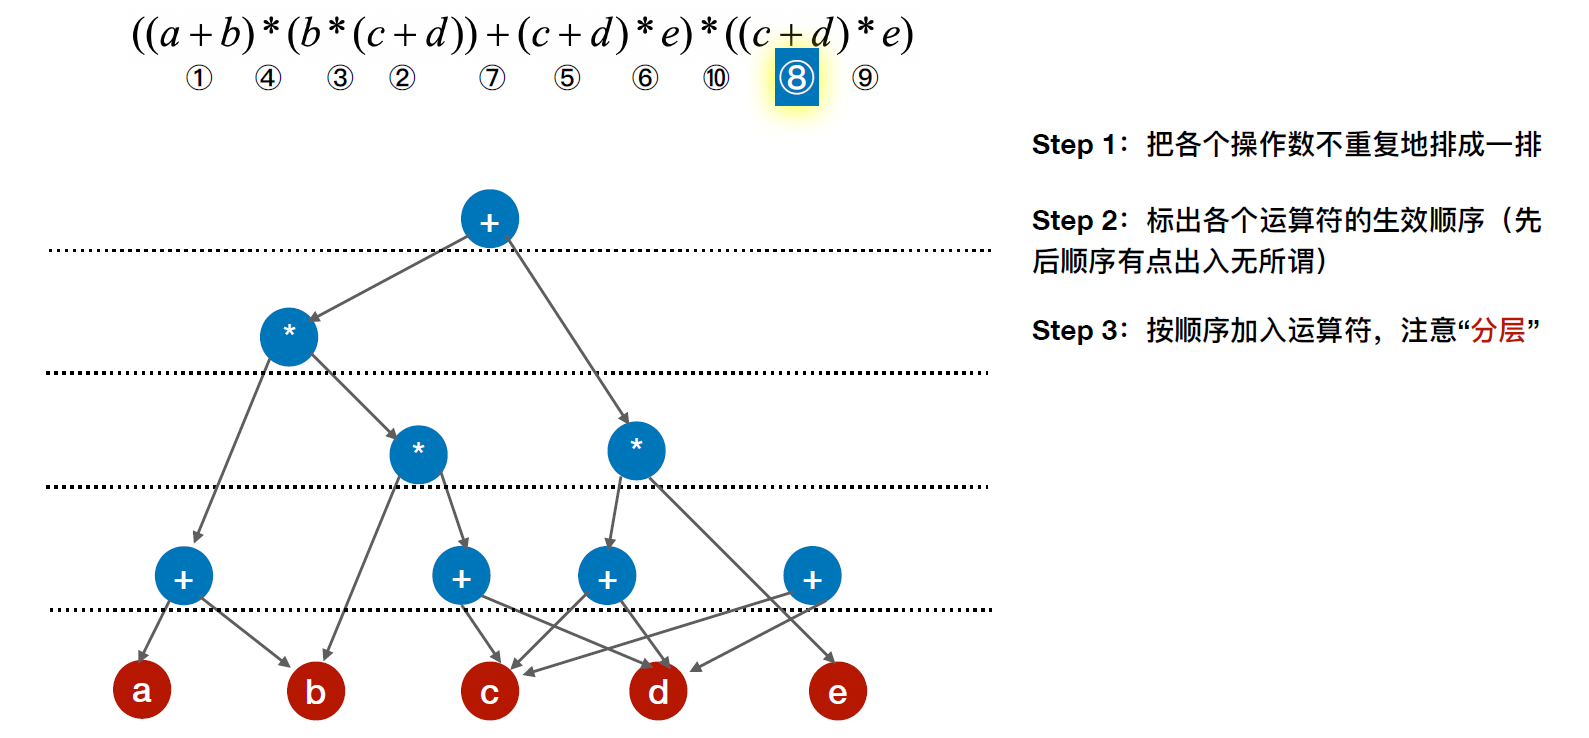 ((a+b)*(b*(c+d))+(c+d)*e)*((c+d)*e)
① ④ ③ ② ⑦ ⑤ ⑥ ⑩ ⑧ ⑨
Step 1：把各个操作数不重复地排成一排
Step 2：标出各个运算符的生效顺序（先
后顺序有点出入无所谓）
Step 3：按顺序加入运算符，注意“分层”
+
*
* *
+ + + +
a b c d e